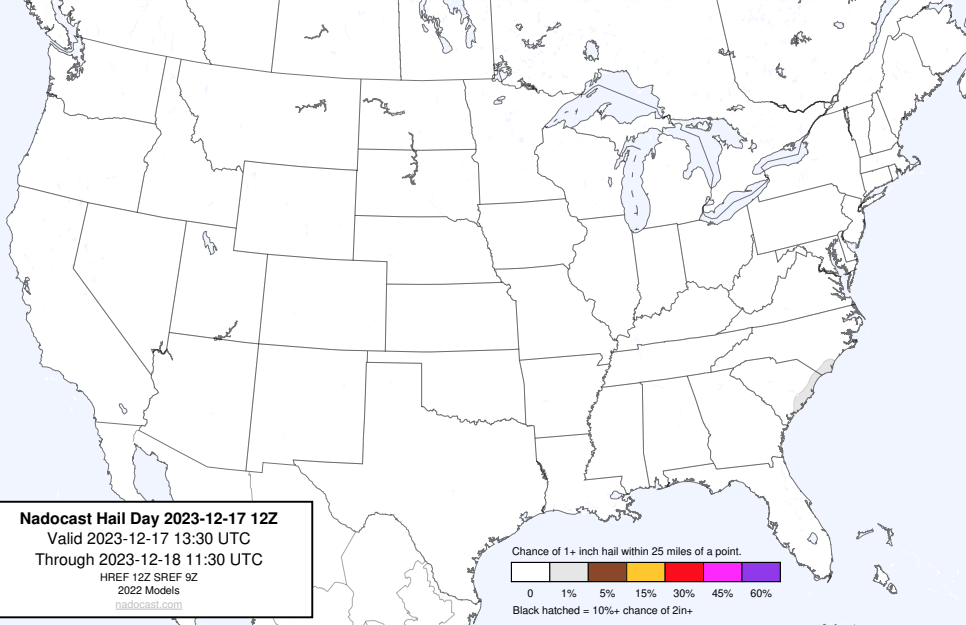 Nadocast Hail Day 2023-12-17 12Z
Valid 2023-12-17 13:30 UTC
Through 2023-12-18 11:30 UTC
HREF 12Z SREF 9Z
2022 Models
nadocast.com
Chance of 1+ inch hail within 25 miles of a point.
0 1% 5% 15% 30% 45% 60%
Black hatched = 10%+ chance of 2in+